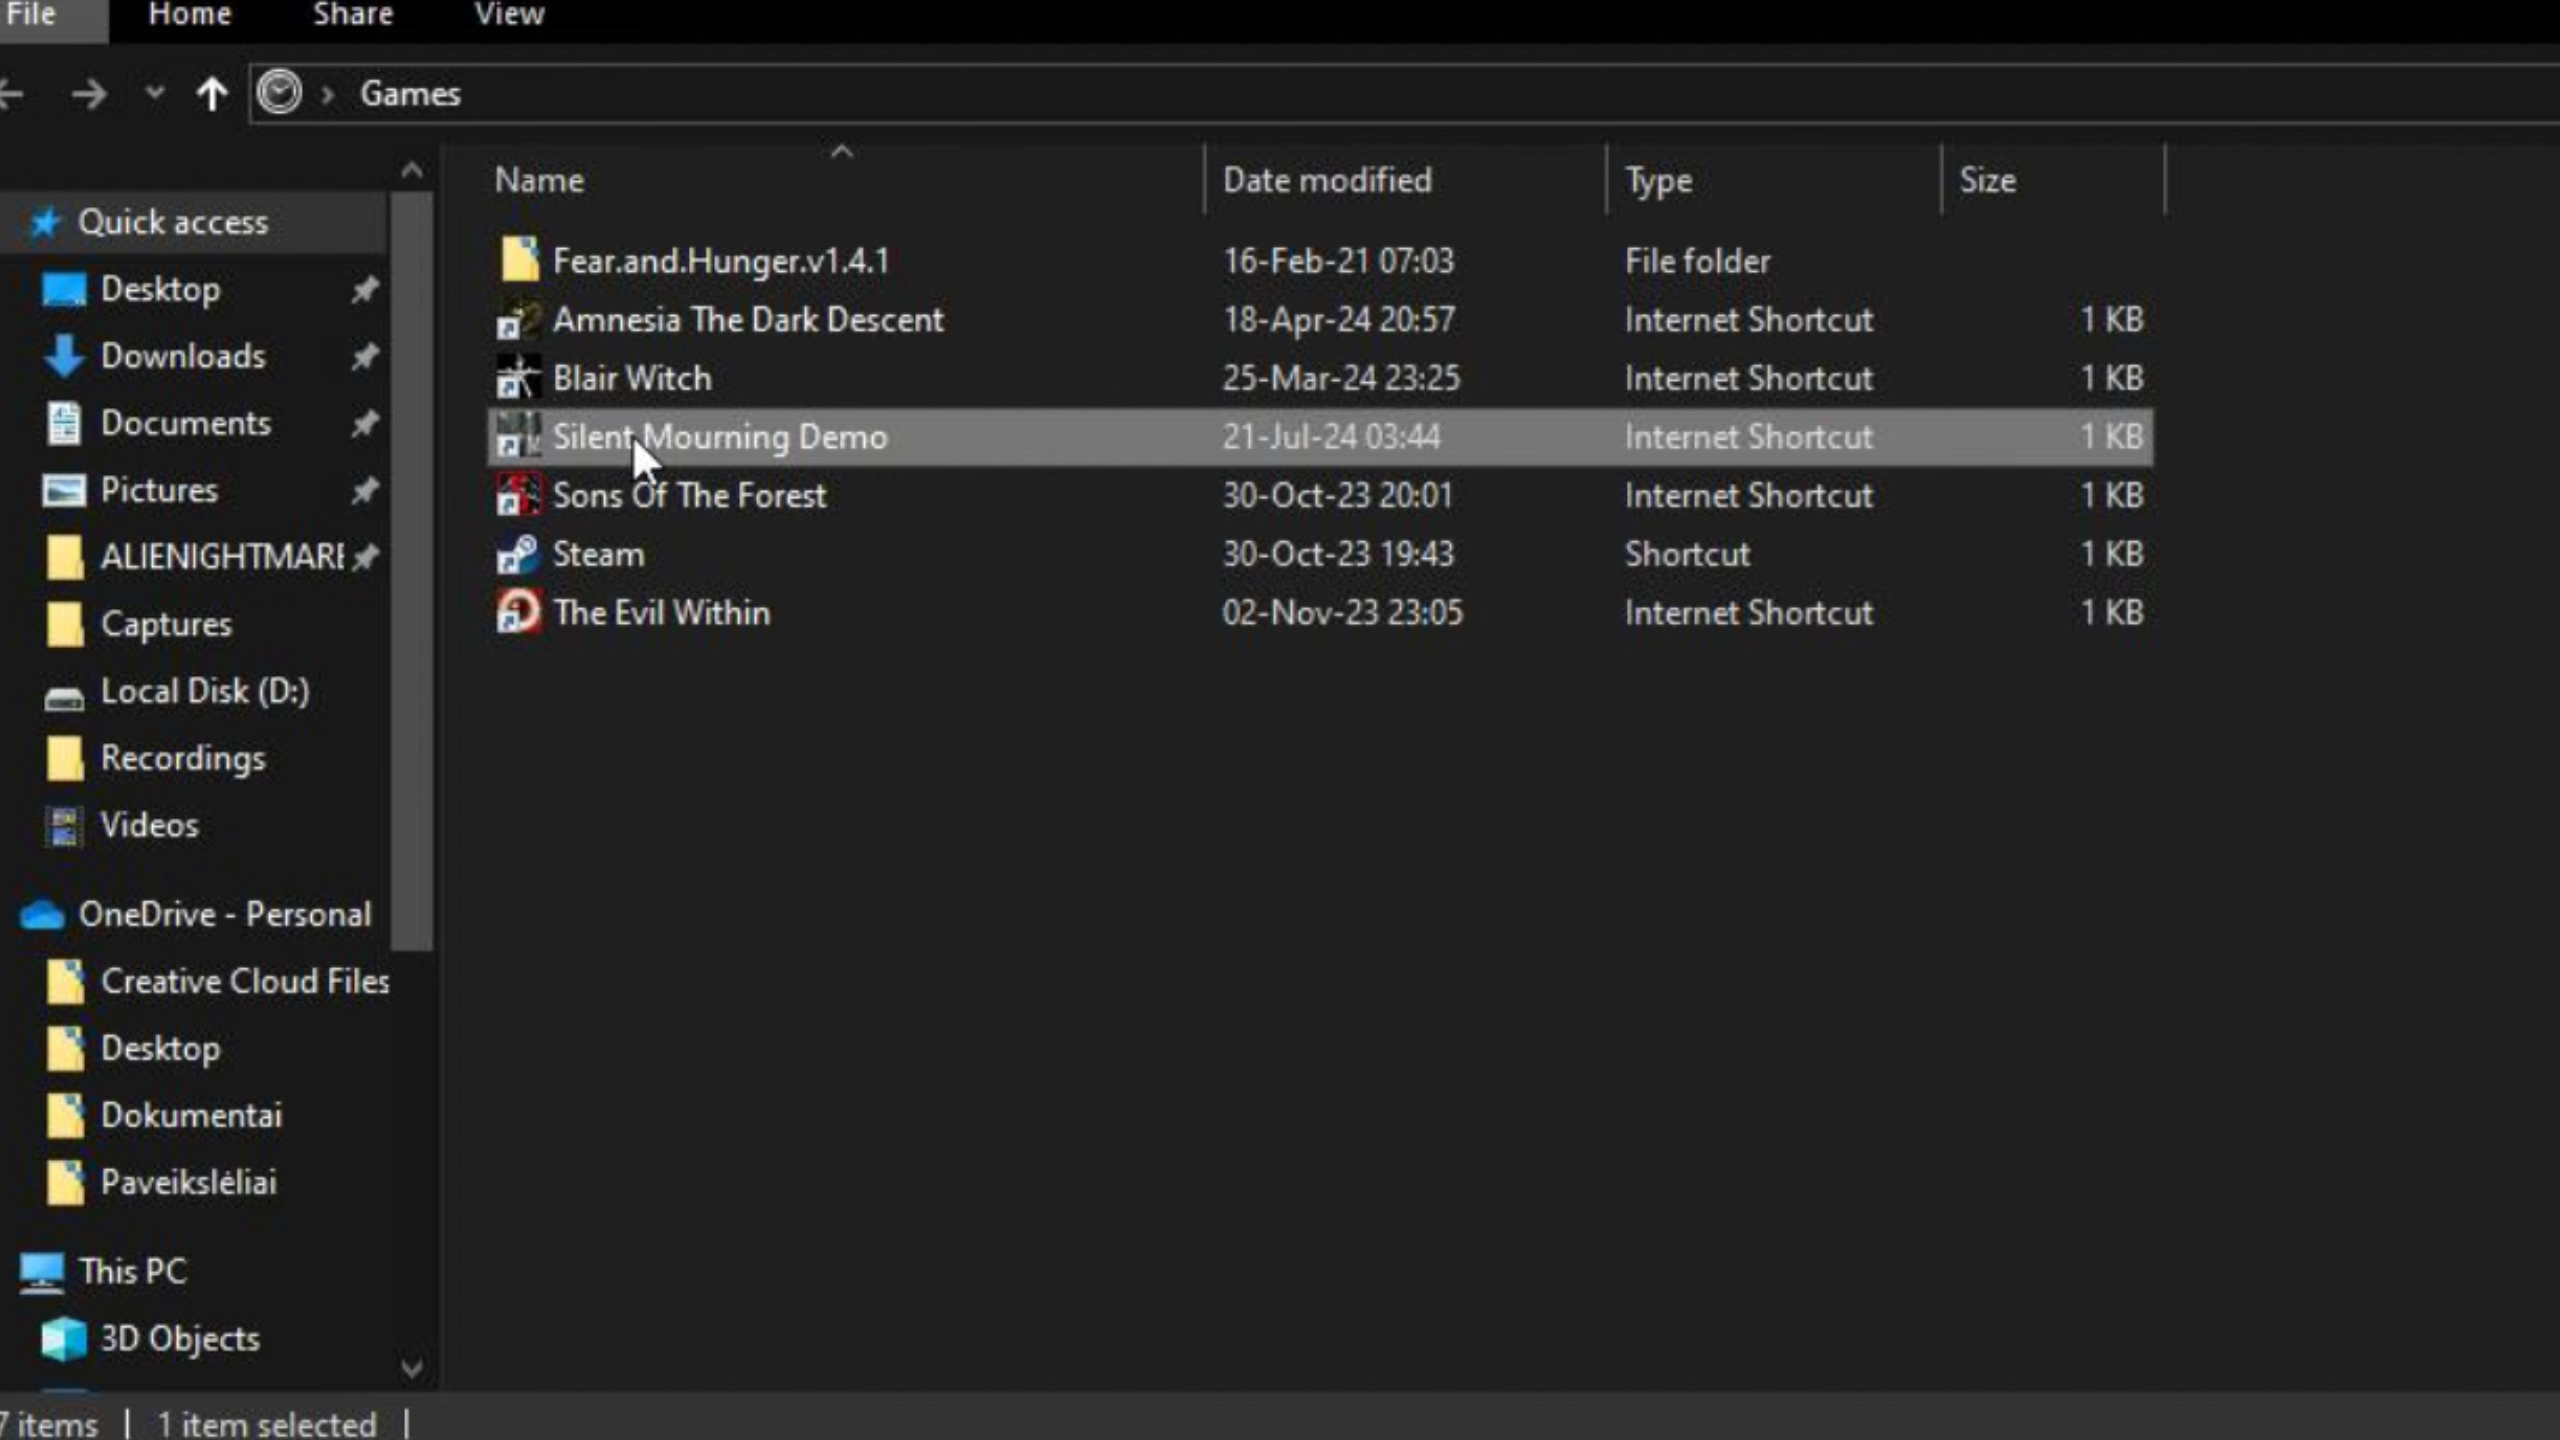 File Home Share View
Games
Name Date modified Type Size
Quick access
Desktop
Downloads
Documents
Pictures
ALIENIGHTMARE
Captures
Local Disk (D:)
Recordings
Videos
OneDrive - Personal
Creative Cloud Files
Desktop
Dokumentai
Paveikslėliai
This PC
3D Objects
Fear.and.Hunger.v1.4.1 16-Feb-21 07:03 File folder
Amnesia The Dark Descent 18-Apr-24 20:57 Internet Shortcut 1 KB
Blair Witch 25-Mar-24 23:25 Internet Shortcut 1 KB
Silent Mourning Demo 21-Jul-24 03:44 Internet Shortcut 1 KB
Sons Of The Forest 30-Oct-23 20:01 Internet Shortcut 1 KB
Steam 30-Oct-23 19:43 Shortcut 1 KB
The Evil Within 02-Nov-23 23:05 Internet Shortcut 1 KB
7 items | 1 item selected |